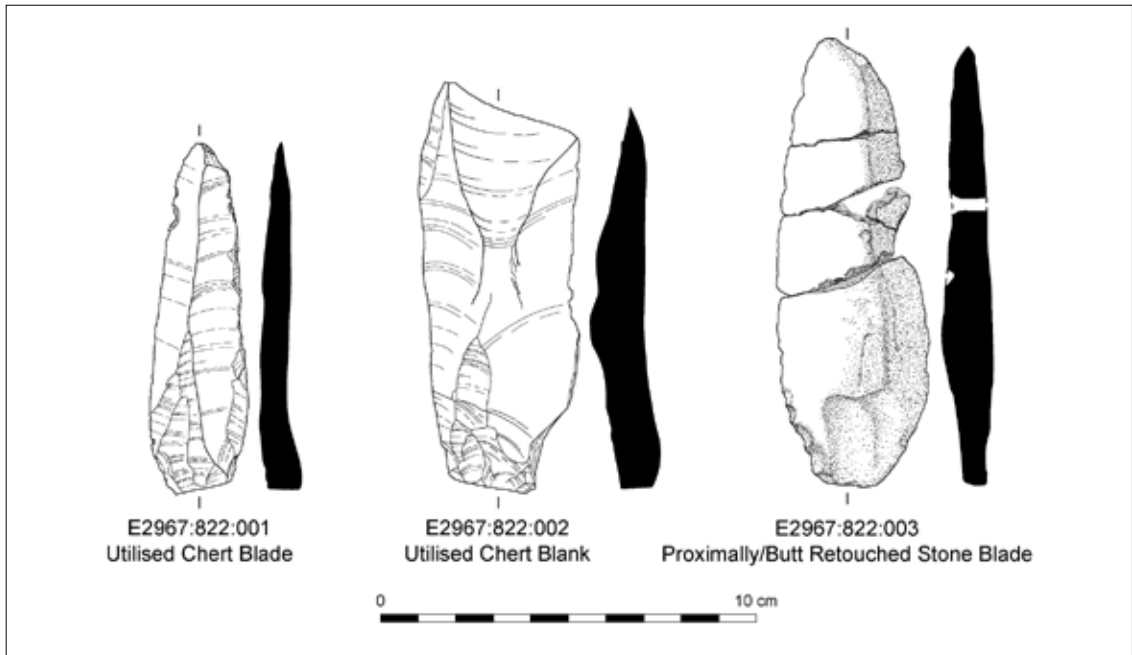 E2967:822:001
Utilised Chert Blade
E2967:822:002
Utilised Chert Blank
E2967:822:003
Proximally/Butt Retouched Stone Blade
0 10 cm